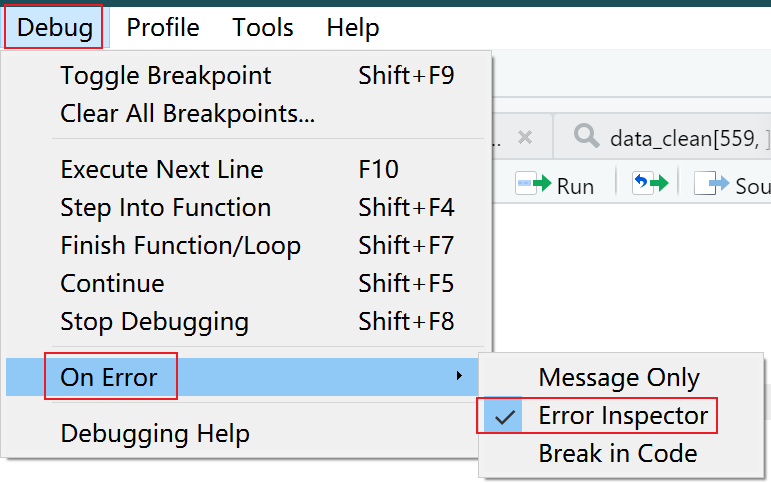 Debug Profile Tools Help
Toggle Breakpoint Shift+F9
Clear All Breakpoints...
.. × data_clean[559, ]
Execute Next Line F10
Run Sou
Step Into Function Shift+F4
Finish Function/Loop Shift+F7
Continue Shift+F5
Stop Debugging Shift+F8
On Error
Message Only
Error Inspector
Break in Code
Debugging Help